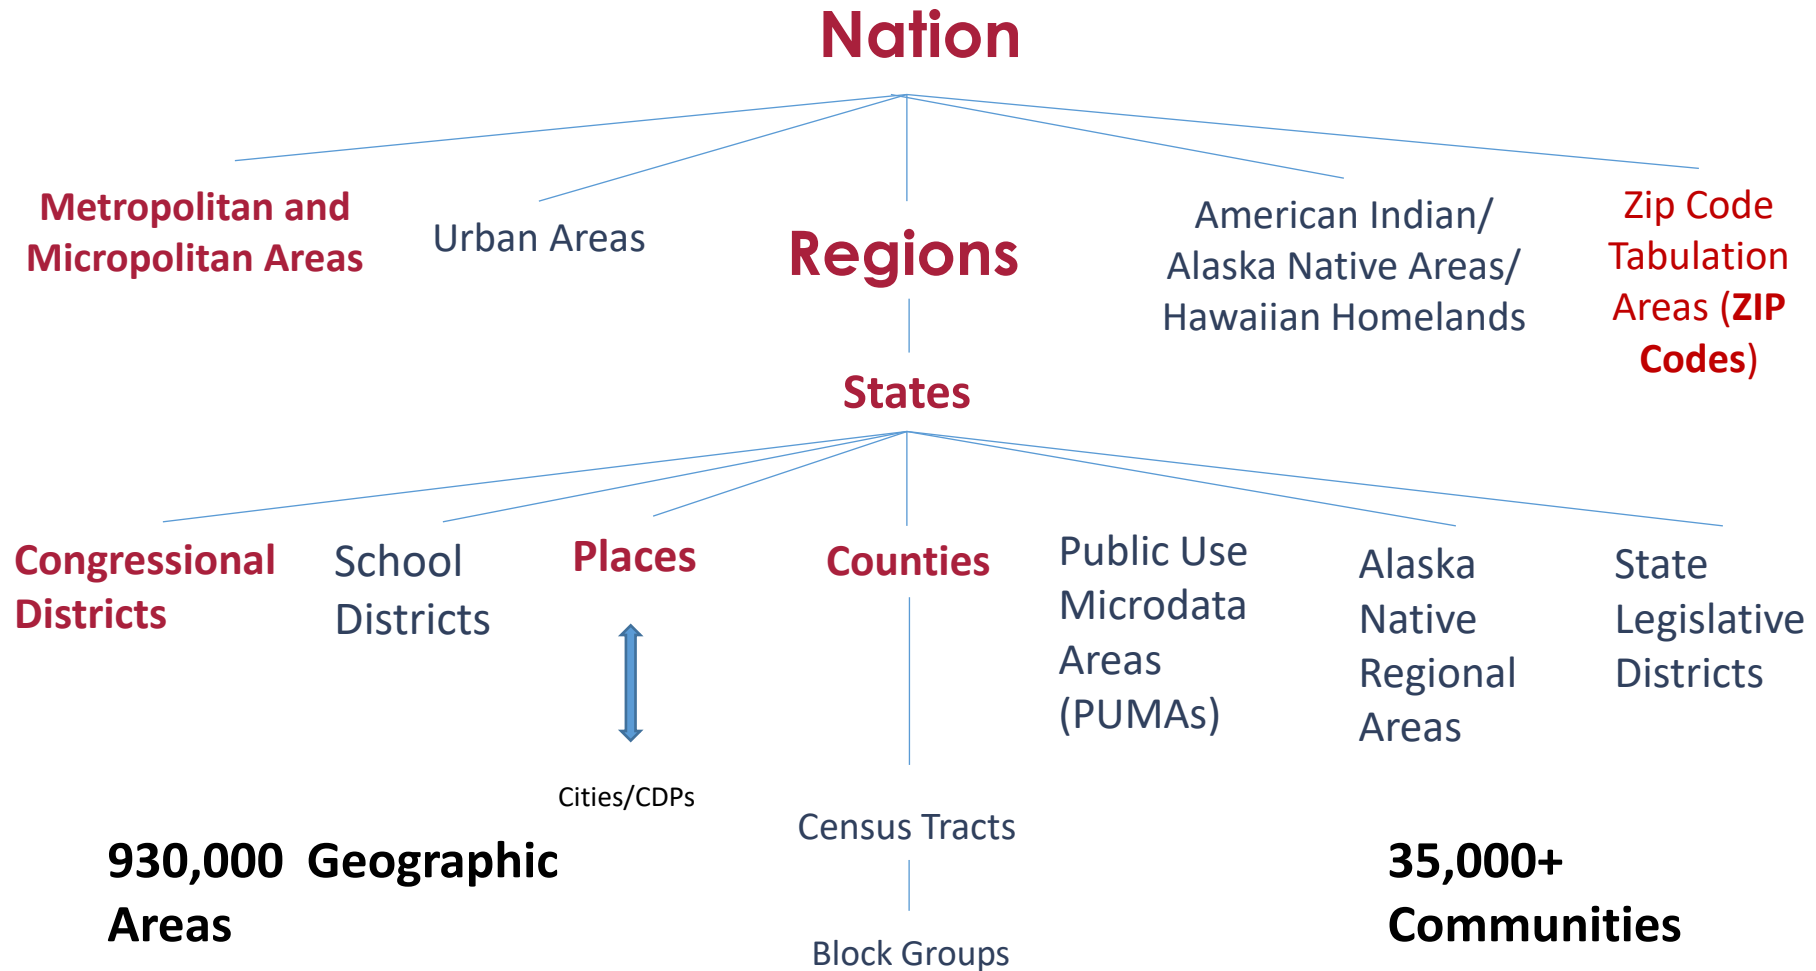 Nation
Metropolitan and
Micropolitan Areas
Urban Areas
Regions
American Indian/
Alaska Native Areas/
Hawaiian Homelands
Zip Code
Tabulation
Areas (ZIP
Codes)
States
Congressional
Districts
School
Districts
Places
Counties
Public Use
Microdata
Areas
(PUMAs)
Alaska
Native
Regional
Areas
State
Legislative
Districts
Cities/CDPs
Census Tracts
Block Groups
930,000 Geographic
Areas
35,000+
Communities